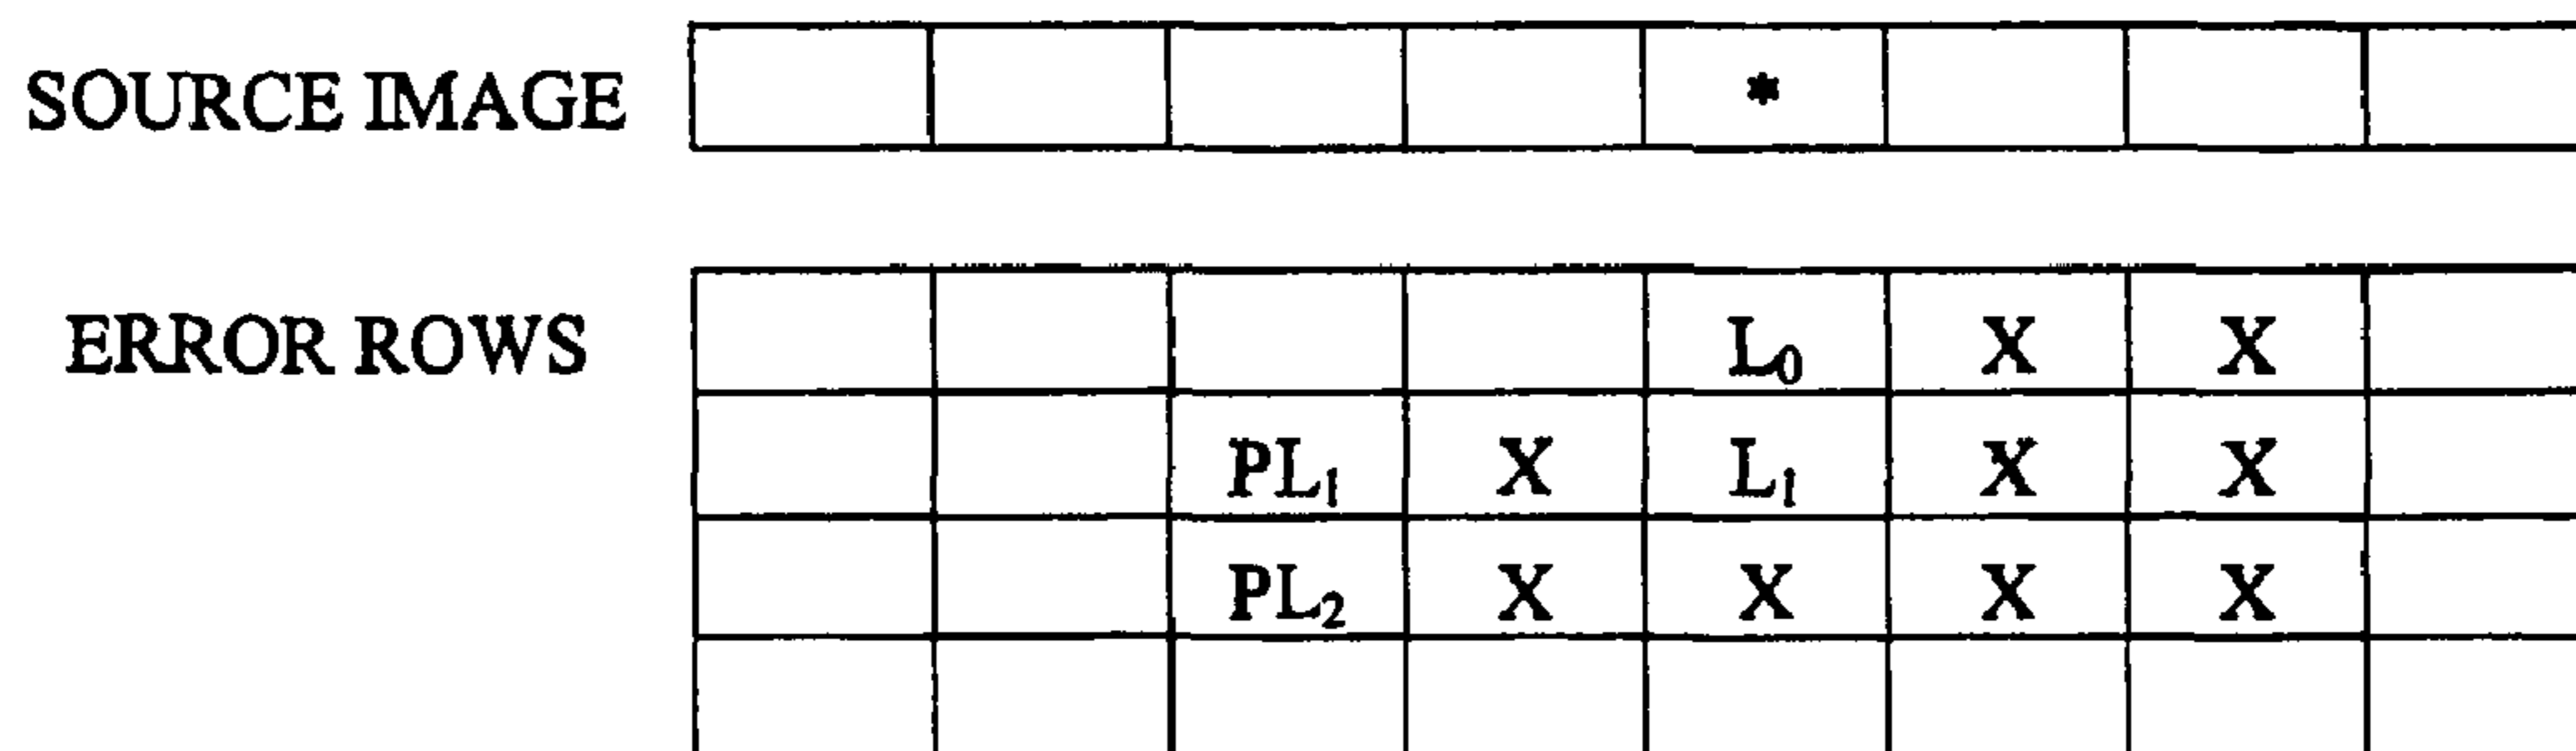 SOURCE IMAGE *
ERROR ROWS L₀ X X
PL₁ X L₁ X X
PL₂ X X X X